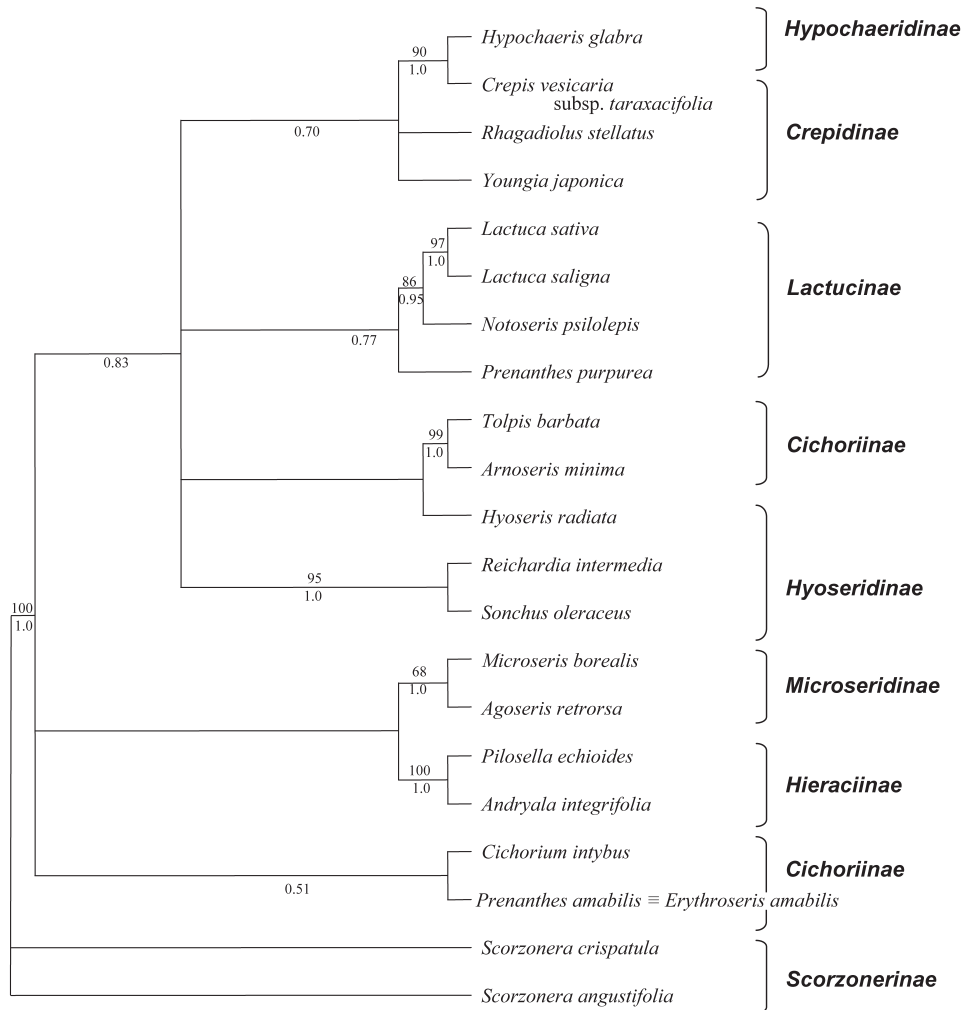 Hypochaeris glabra
Hypochaeridinae
90
1.0
Crepis vesicaria
subsp. taraxacifolia
0.70
Rhagadiolus stellatus
Crepidinae
Youngia japonica
Lactuca sativa
97
1.0
Lactuca saligna
86
0.95
Lactucinae
Notoseris psilolepis
0.77
Prenanthes purpurea
0.83
Tolpis barbata
99
1.0
Cichoriinae
Arnoseris minima
Hyoseris radiata
Reichardia intermedia
95
1.0
Hyoseridinae
Sonchus oleraceus
100
1.0
Microseris borealis
68
1.0
Microseridinae
Agoseris retrorsa
Pilosella echioides
100
1.0
Hieraciinae
Andryala integrifolia
Cichorium intybus
Cichoriinae
0.51
Prenanthes amabilis ≡ Erythroseris amabilis
Scorzonera crispatula
Scorzonerinae
Scorzonera angustifolia